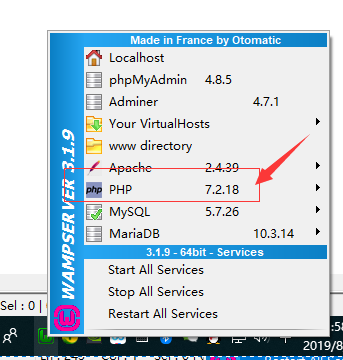 Made in France by Otomatic
Localhost
phpMyAdmin 4.8.5
Adminer 4.7.1
Your VirtualHosts
www directory
Apache 2.4.39
php PHP 7.2.18
MySQL 5.7.26
MariaDB 10.3.14
WAMPSERVER 3.1.9
3.1.9 - 64bit - Services
Start All Services
Stop All Services
Restart All Services
Sel : 0 | 0
2019/8